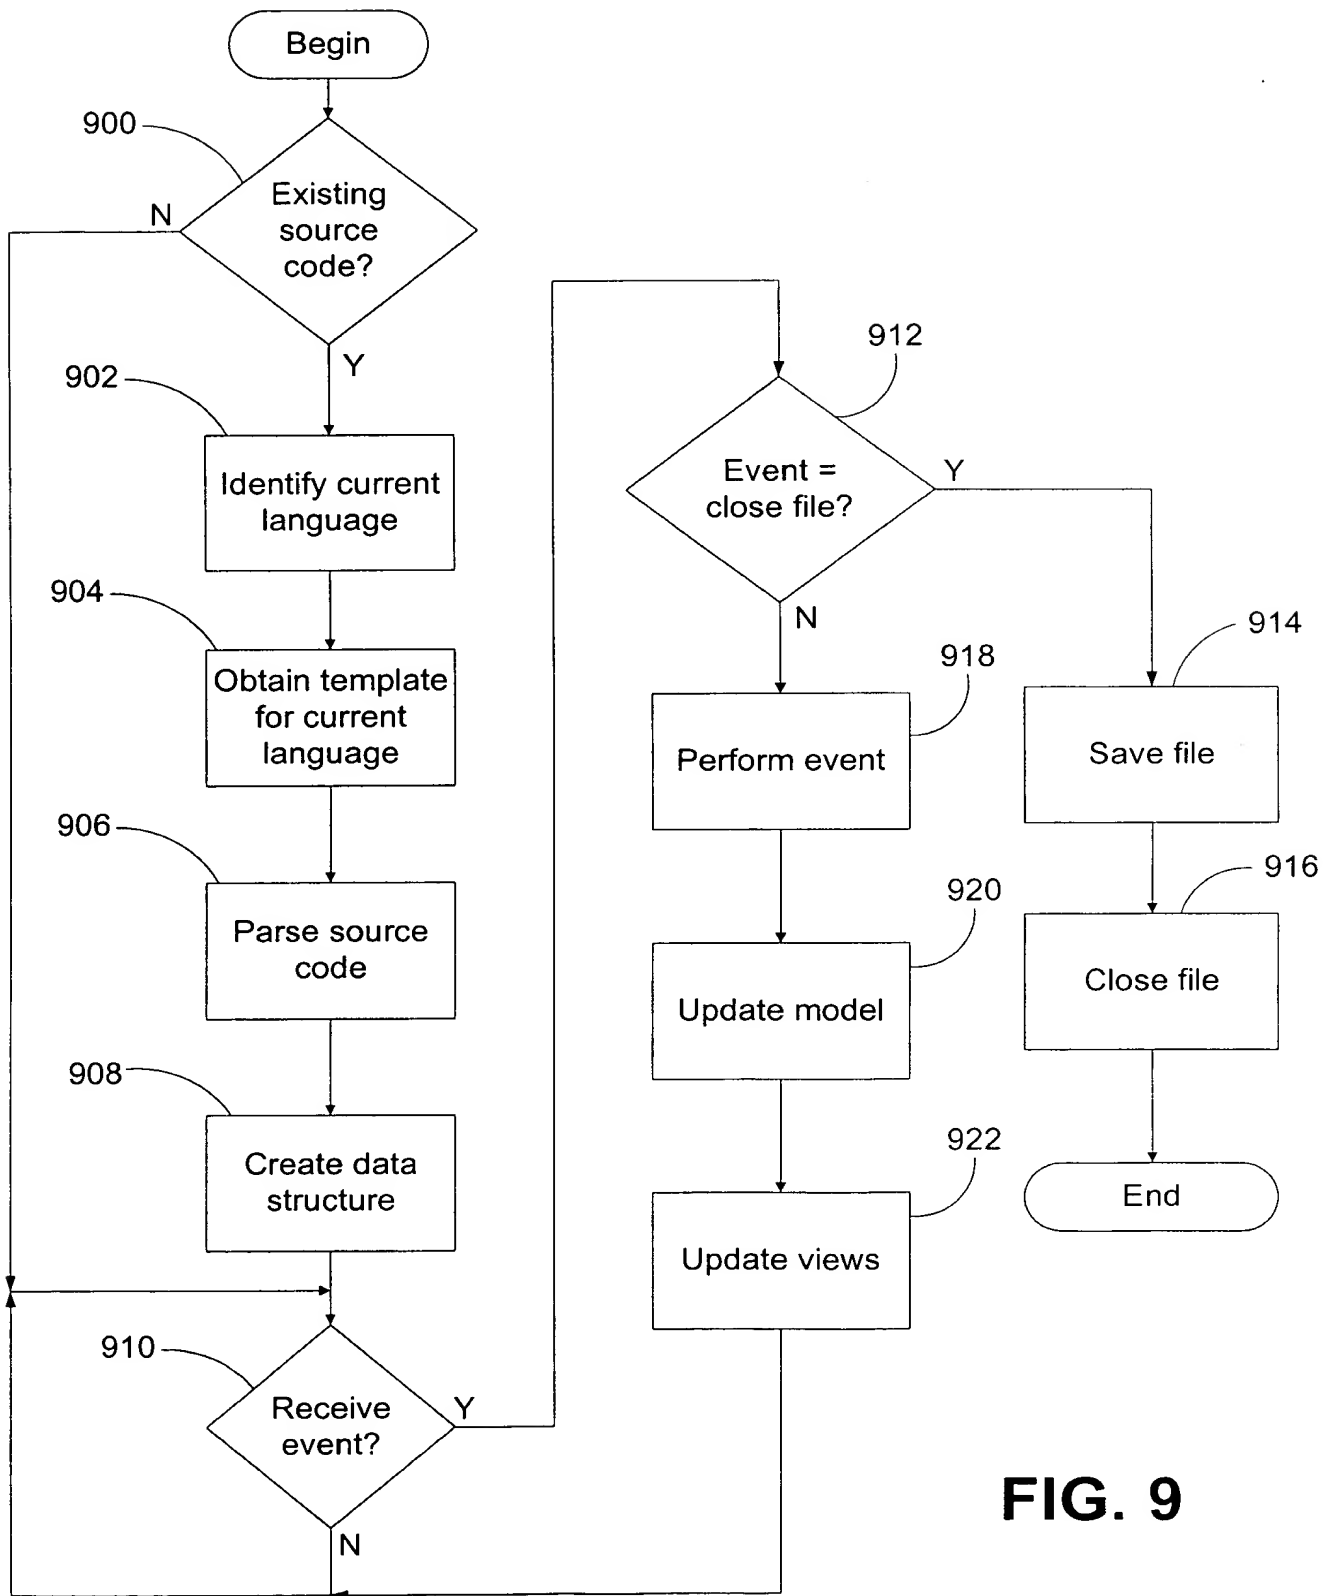 Begin
900
Existing
source
code?
N
Y
902
Identify current
language
904
Obtain template
for current
language
906
Parse source
code
908
Create data
structure
910
Receive
event?
Y
N
912
Event =
close file?
Y
N
914
Save file
916
Close file
End
918
Perform event
920
Update model
922
Update views
FIG. 9